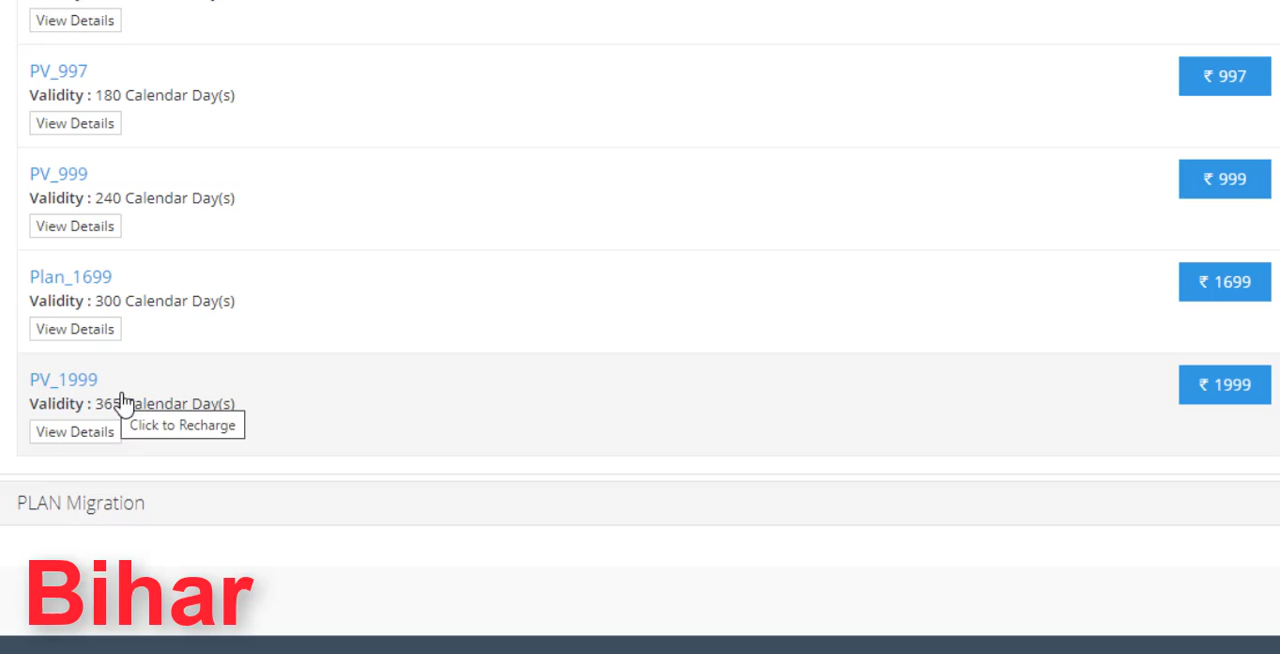 View Details
PV_997
₹ 997
Validity : 180 Calendar Day(s)
View Details
PV_999
₹ 999
Validity : 240 Calendar Day(s)
View Details
Plan_1699
₹ 1699
Validity : 300 Calendar Day(s)
View Details
PV_1999
₹ 1999
Validity : 365 Calendar Day(s)
View Details
Click to Recharge
PLAN Migration
Bihar